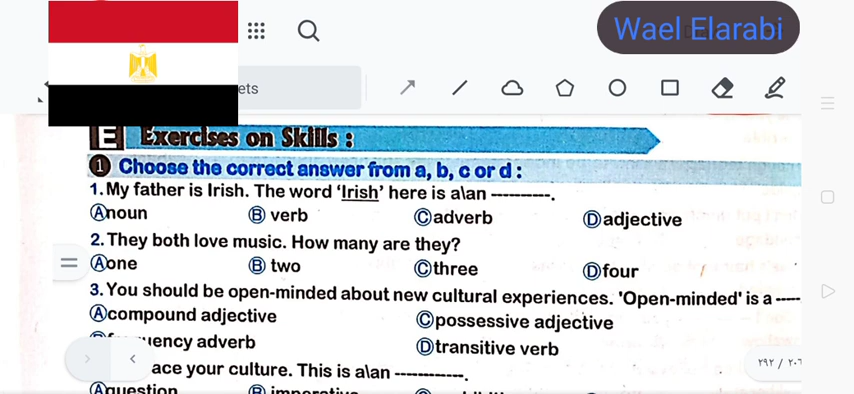 Wael Elarabi
ets
E Exercises on Skills :
1 Choose the correct answer from a, b, c or d :
1. My father is Irish. The word ‘Irish’ here is a\an ----------.
Ⓐnoun Ⓑ verb Ⓒadverb Ⓓadjective
2. They both love music. How many are they?
Ⓐone Ⓑ two Ⓒthree Ⓓfour
3. You should be open-minded about new cultural experiences. 'Open-minded' is a -----
Ⓐcompound adjective Ⓒpossessive adjective
uency adverb Ⓓtransitive verb
ace your culture. This is a\an ------------.
Ⓐquestion Ⓑ imperative